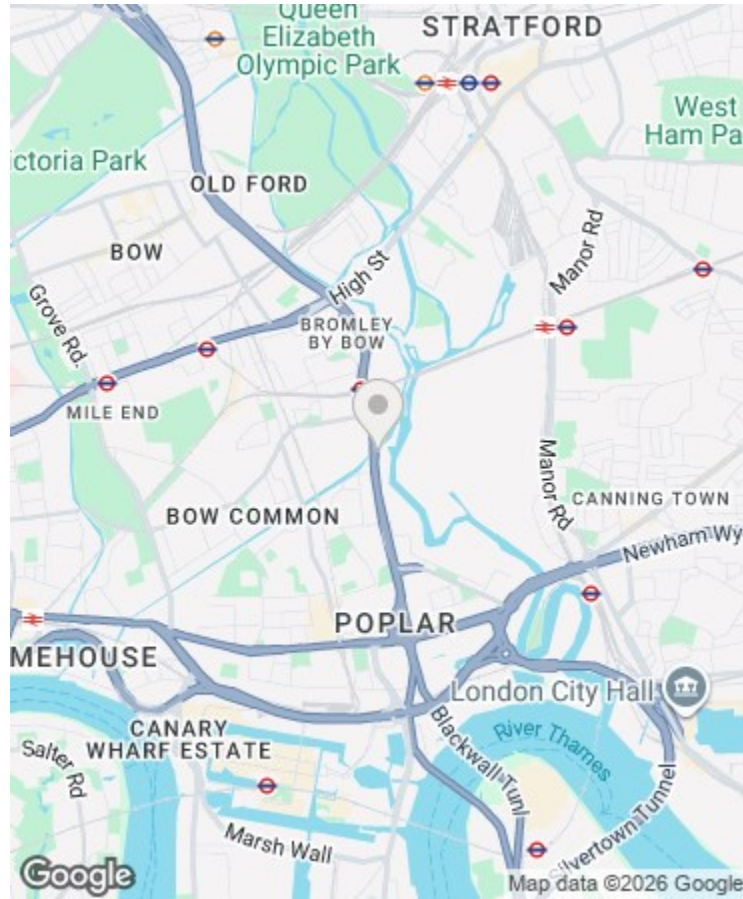 Queen
Elizabeth
Olympic Park
STRATFORD
West
Ham Pa
ictoria Park
OLD FORD
BOW
Manor Rd
High St
Grove Rd.
BROMLEY
BY BOW
MILE END
Manor Rd
CANNING TOWN
BOW COMMON
Newham Wy
POPLAR
MEHOUSE
London City Hall
CANARY
WHARF ESTATE
Salter Rd
Blackwall Tunl
River Thames
Silvertown Tunnel
Marsh Wall
Google
Map data ©2026 Google